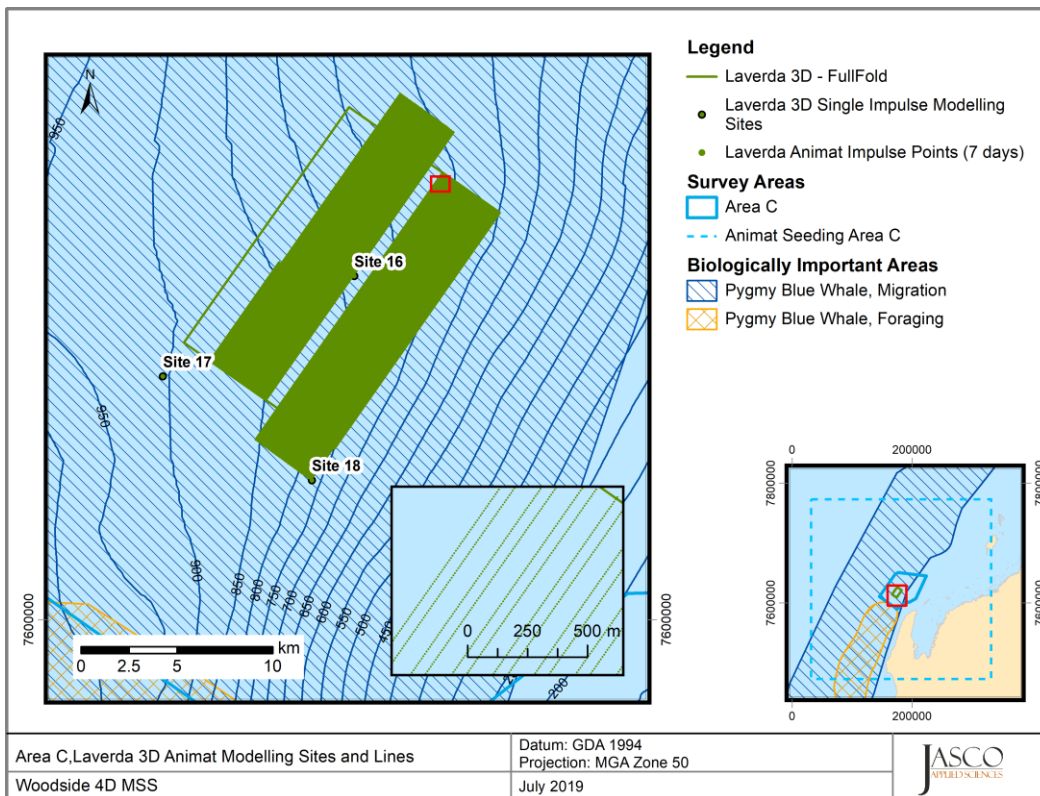 N
950
Site 16
Site 17
950
Site 18
900
850
800
750
700
650
600
550
500
450
200
7600000
7600000
0 2.5 5 10
km
0 250 500 m
Legend
Laverda 3D - FullFold
Laverda 3D Single Impulse Modelling
Sites
Laverda Animat Impulse Points (7 days)
Survey Areas
Area C
Animat Seeding Area C
Biologically Important Areas
Pygmy Blue Whale, Migration
Pygmy Blue Whale, Foraging
0 200000
7800000
7800000
7600000
7600000
0 200000
Area C,Laverda 3D Animat Modelling Sites and Lines
Woodside 4D MSS
Datum: GDA 1994
Projection: MGA Zone 50
July 2019
JASCO
APPLIED SCIENCES